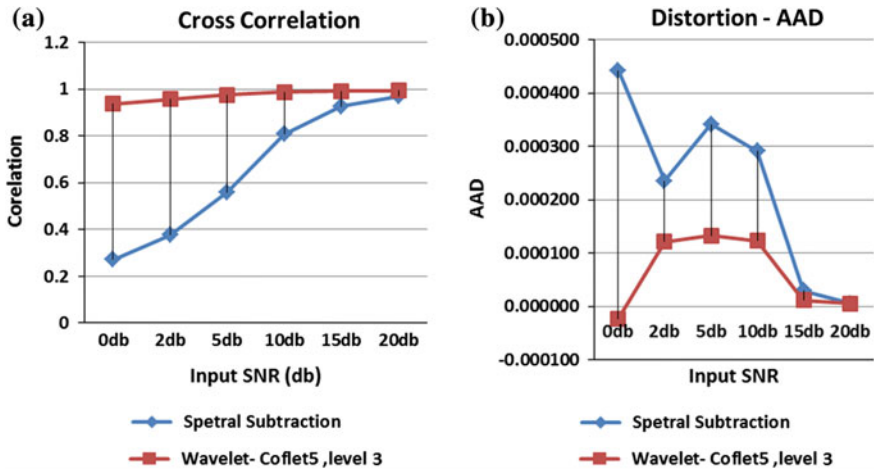 (a)
Cross Correlation
1.2
1
0.8
0.6
0.4
0.2
0
Corelation
0db 2db 5db 10db 15db 20db
Input SNR (db)
Spetral Subtraction
Wavelet- Coflet5 ,level 3
(b)
Distortion - AAD
0.000500
0.000400
0.000300
0.000200
0.000100
0.000000
-0.000100
AAD
0db 2db 5db 10db 15db 20db
Input SNR
Spetral Subtraction
Wavelet- Coflet5 ,level 3